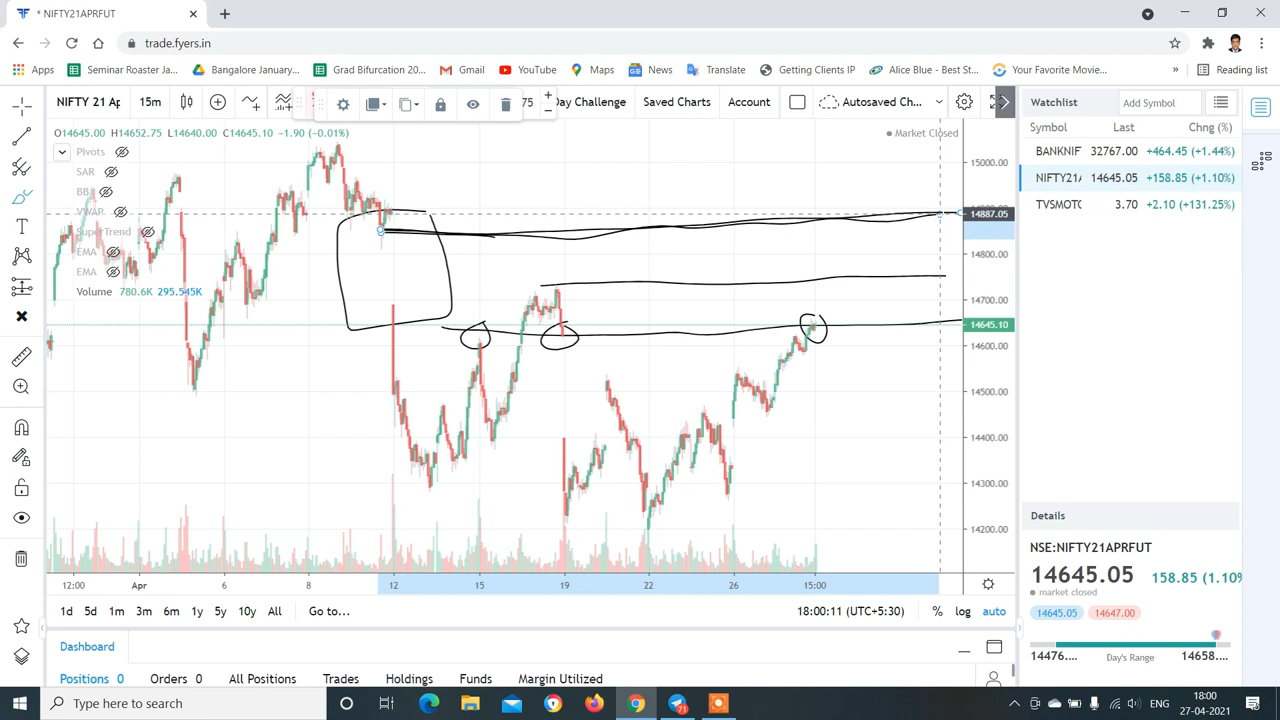 * NIFTY21APRFUT
trade.fyers.in
Apps Seminar Roaster Ja... Bangalore January... Grad Bifurcation 20... Gmail YouTube Maps News Translate Getting Clients IP Alice Blue - Best St... Your Favorite Movie... » Reading list
NIFTY 21 Ap 15m 75 Day Challenge Saved Charts Account Autosaved Ch...
Watchlist Add Symbol
O14645.00 H14652.75 L14640.00 C14645.10 -1.90 (-0.01%)
Market Closed
Symbol Last Chng (%)
BANKNIF 32767.00 +464.45 (+1.44%)
NIFTY21A 14645.05 +158.85 (+1.10%)
TVSMOTC 3.70 +2.10 (+131.25%)
Pivots
SAR
BB
VWAP
SuperTrend
EMA
EMA
Volume 780.6K 295.545K
15000.00
14887.05
14800.00
14700.00
14645.10
14600.00
14500.00
14400.00
14300.00
14200.00
12:00 Apr 6 8 12 15 19 22 26 15:00
1d 5d 1m 3m 6m 1y 5y 10y All Go to... 18:00:11 (UTC+5:30) % log auto
Details
NSE:NIFTY21APRFUT
14645.05 158.85 (1.10%
market closed
14645.05 14647.00
14476.... Day's Range 14658....
Dashboard
Positions 0 Orders 0 All Positions Trades Holdings Funds Margin Utilized
Type here to search
71
ENG
18:00
27-04-2021